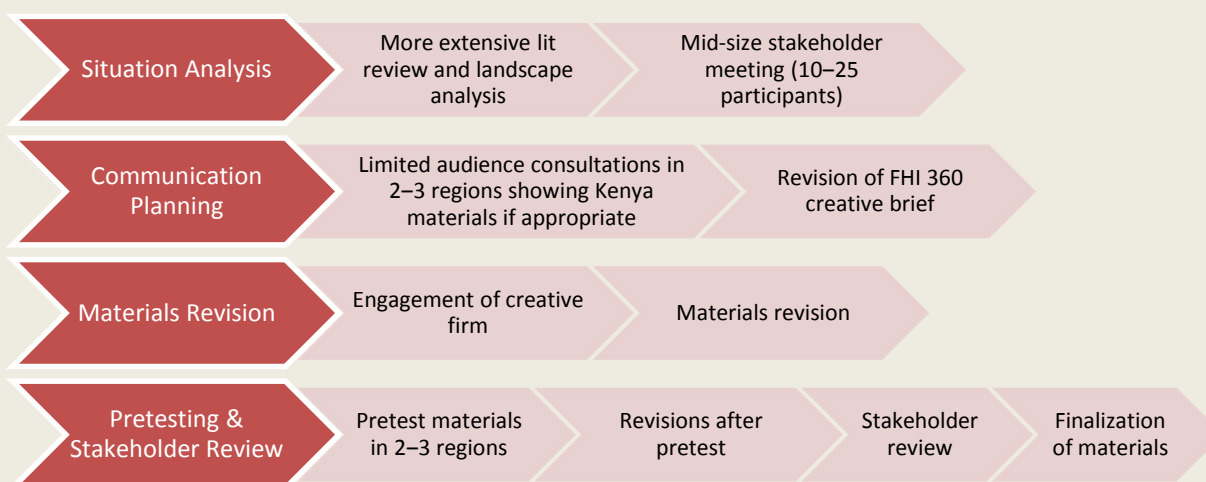 Situation Analysis
More extensive lit
review and landscape
analysis
Mid-size stakeholder
meeting (10–25
participants)
Communication
Planning
Limited audience consultations in
2–3 regions showing Kenya
materials if appropriate
Revision of FHI 360
creative brief
Materials Revision
Engagement of creative
firm
Materials revision
Pretesting &
Stakeholder Review
Pretest materials
in 2–3 regions
Revisions after
pretest
Stakeholder
review
Finalization
of materials